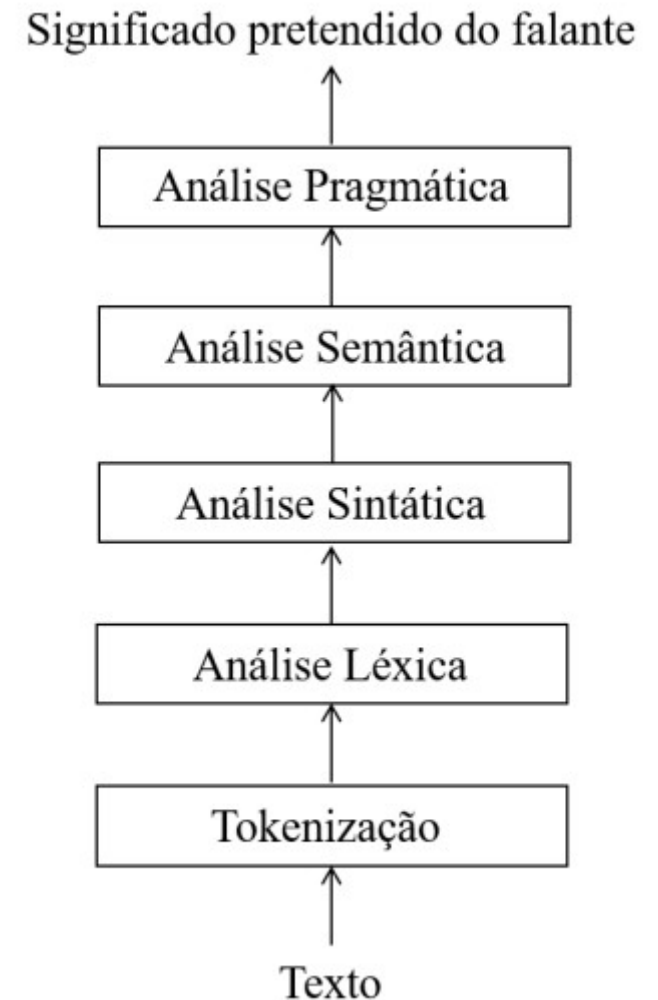 Significado pretendido do falante
Análise Pragmática
Análise Semântica
Análise Sintática
Análise Léxica
Tokenização
Texto